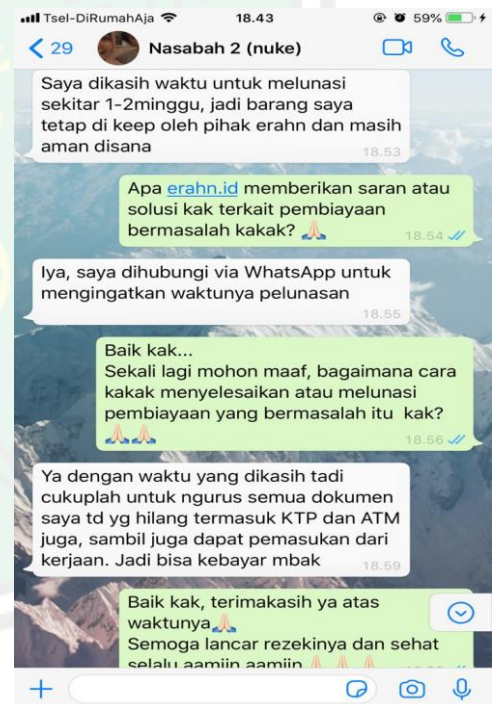 Tsel-DiRumahAja 18.43 59%
29 Nasabah 2 (nuke)
Saya dikasih waktu untuk melunasi
sekitar 1-2minggu, jadi barang saya
tetap di keep oleh pihak erahn dan masih
aman disana
18.53
Apa erahn.id memberikan saran atau
solusi kak terkait pembiayaan
bermasalah kakak? 🙏🏻
18.54
Iya, saya dihubungi via WhatsApp untuk
mengingatkan waktunya pelunasan
18.55
Baik kak...
Sekali lagi mohon maaf, bagaimana cara
kakak menyelesaikan atau melunasi
pembiayaan yang bermasalah itu kak?
🙏🏻🙏🏻
18.56
Ya dengan waktu yang dikasih tadi
cukuplah untuk ngurus semua dokumen
saya td yg hilang termasuk KTP dan ATM
juga, sambil juga dapat pemasukan dari
kerjaan. Jadi bisa kebayar mbak
18.59
Baik kak, terimakasih ya atas
waktunya🙏🏻
Semoga lancar rezekinya dan sehat
selalu aamiin aamiin 🙏🏻🙏🏻🙏🏻